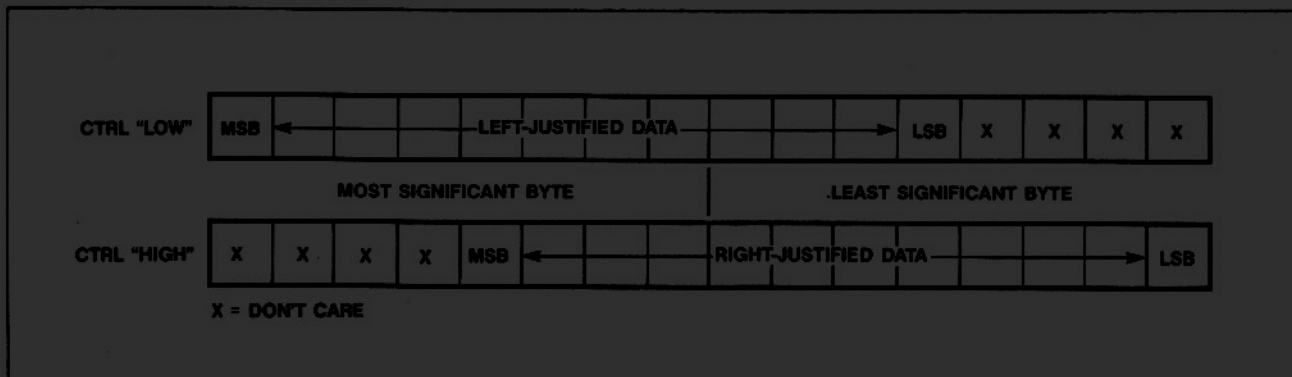 CTRL "LOW" MSB LEFT-JUSTIFIED DATA LSB X X X X
MOST SIGNIFICANT BYTE LEAST SIGNIFICANT BYTE
CTRL "HIGH" X X X X MSB RIGHT-JUSTIFIED DATA LSB
X = DON'T CARE